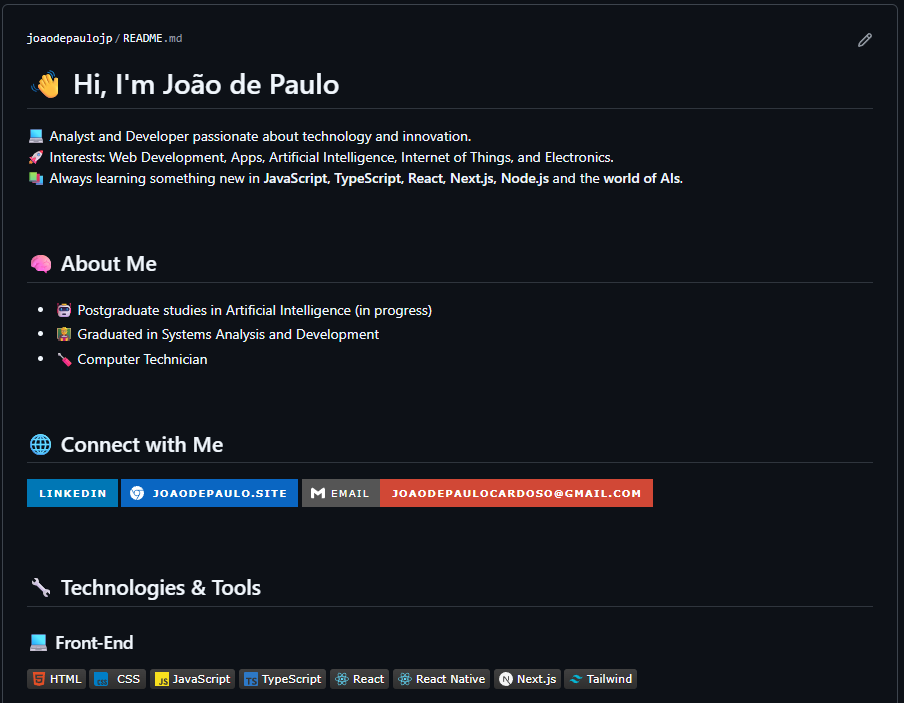 joaodepaulojp / README.md
Hi, I'm João de Paulo
Analyst and Developer passionate about technology and innovation.
Interests: Web Development, Apps, Artificial Intelligence, Internet of Things, and Electronics.
Always learning something new in JavaScript, TypeScript, React, Next.js, Node.js and the world of AIs.
About Me
Postgraduate studies in Artificial Intelligence (in progress)
Graduated in Systems Analysis and Development
Computer Technician
Connect with Me
LINKEDIN JOAODEPAULO.SITE EMAIL JOAODEPAULOCARDOSO@GMAIL.COM
Technologies & Tools
Front-End
HTML CSS JavaScript TypeScript React React Native Next.js Tailwind